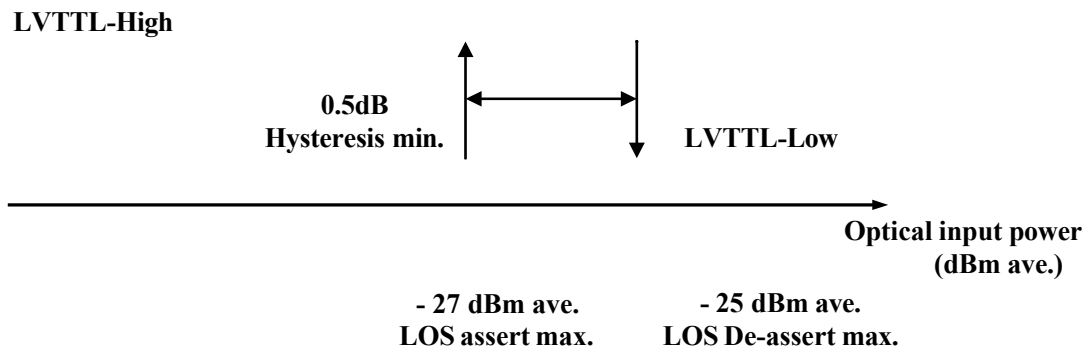 LVTTL-High
0.5dB
Hysteresis min.
LVTTL-Low
Optical input power
(dBm ave.)
- 27 dBm ave.
LOS assert max.
- 25 dBm ave.
LOS De-assert max.